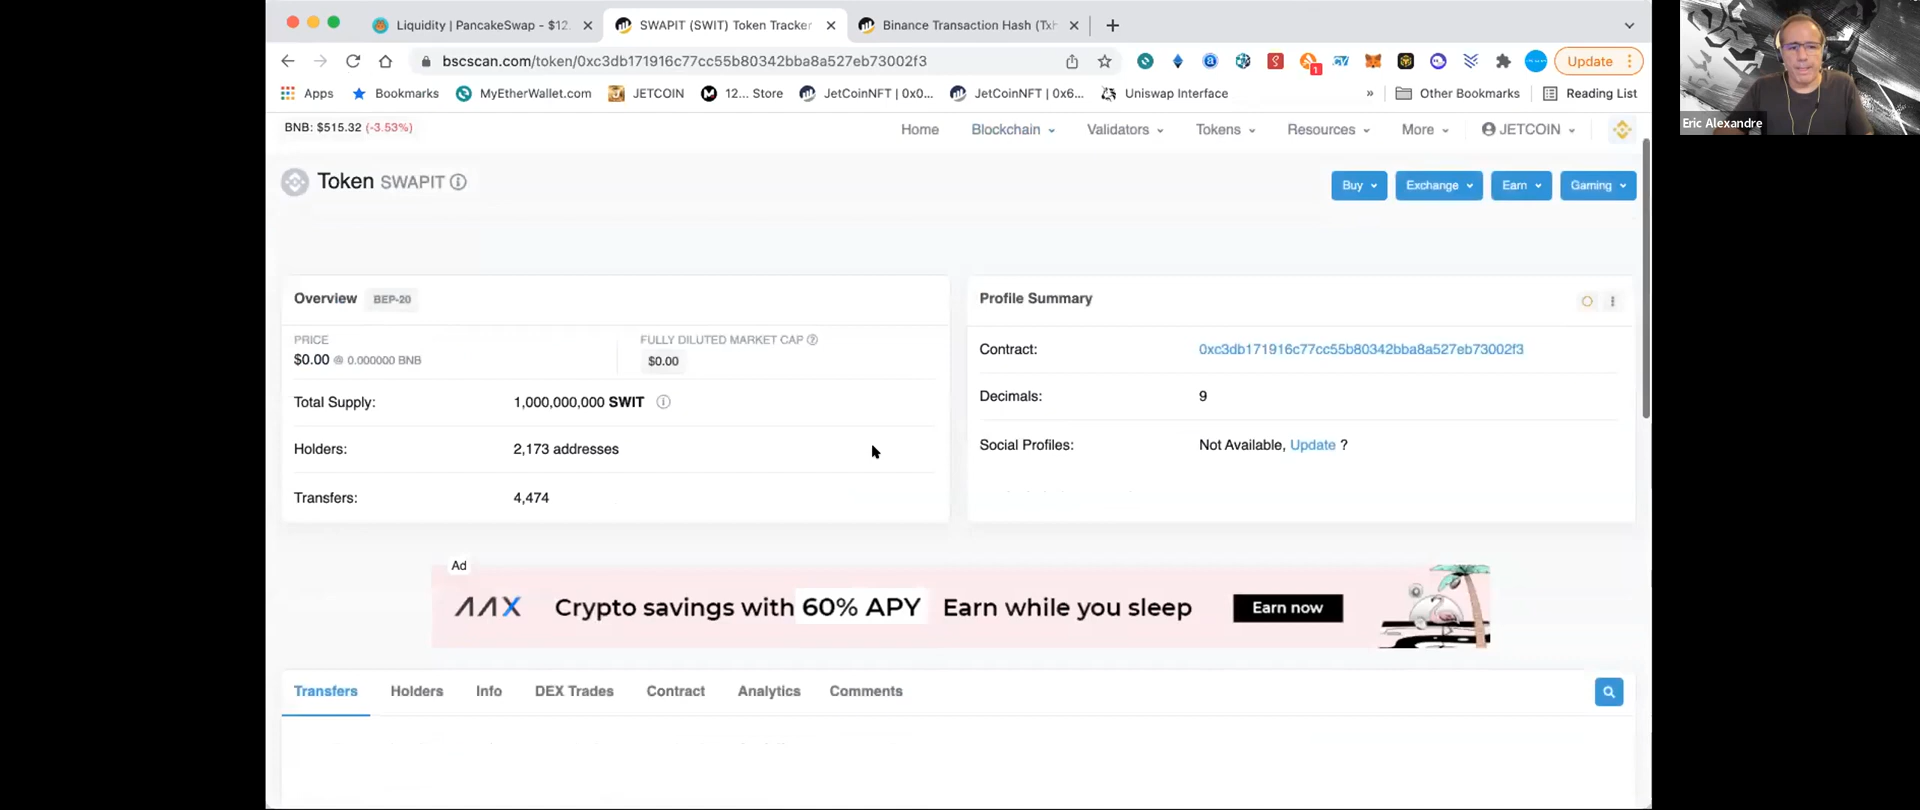 Liquidity | PancakeSwap - $12.
SWAPIT (SWIT) Token Tracker
Binance Transaction Hash (Txh
bscscan.com/token/0xc3db171916c77cc55b80342bba8a527eb73002f3
1
Update
Apps
Bookmarks
MyEtherWallet.com
JETCOIN
12... Store
JetCoinNFT | 0x0...
JetCoinNFT | 0x6...
Uniswap Interface
»
Other Bookmarks
Reading List
Eric Alexandre
BNB: $515.32 (-3.53%)
Home
Blockchain
Validators
Tokens
Resources
More
JETCOIN
Token SWAPIT
Buy
Exchange
Earn
Gaming
Overview BEP-20
PRICE
$0.00 @ 0.000000 BNB
FULLY DILUTED MARKET CAP
$0.00
Total Supply: 1,000,000,000 SWIT
Holders: 2,173 addresses
Transfers: 4,474
Profile Summary
Contract: 0xc3db171916c77cc55b80342bba8a527eb73002f3
Decimals: 9
Social Profiles: Not Available, Update ?
Ad
AAX Crypto savings with 60% APY Earn while you sleep Earn now
Transfers
Holders
Info
DEX Trades
Contract
Analytics
Comments